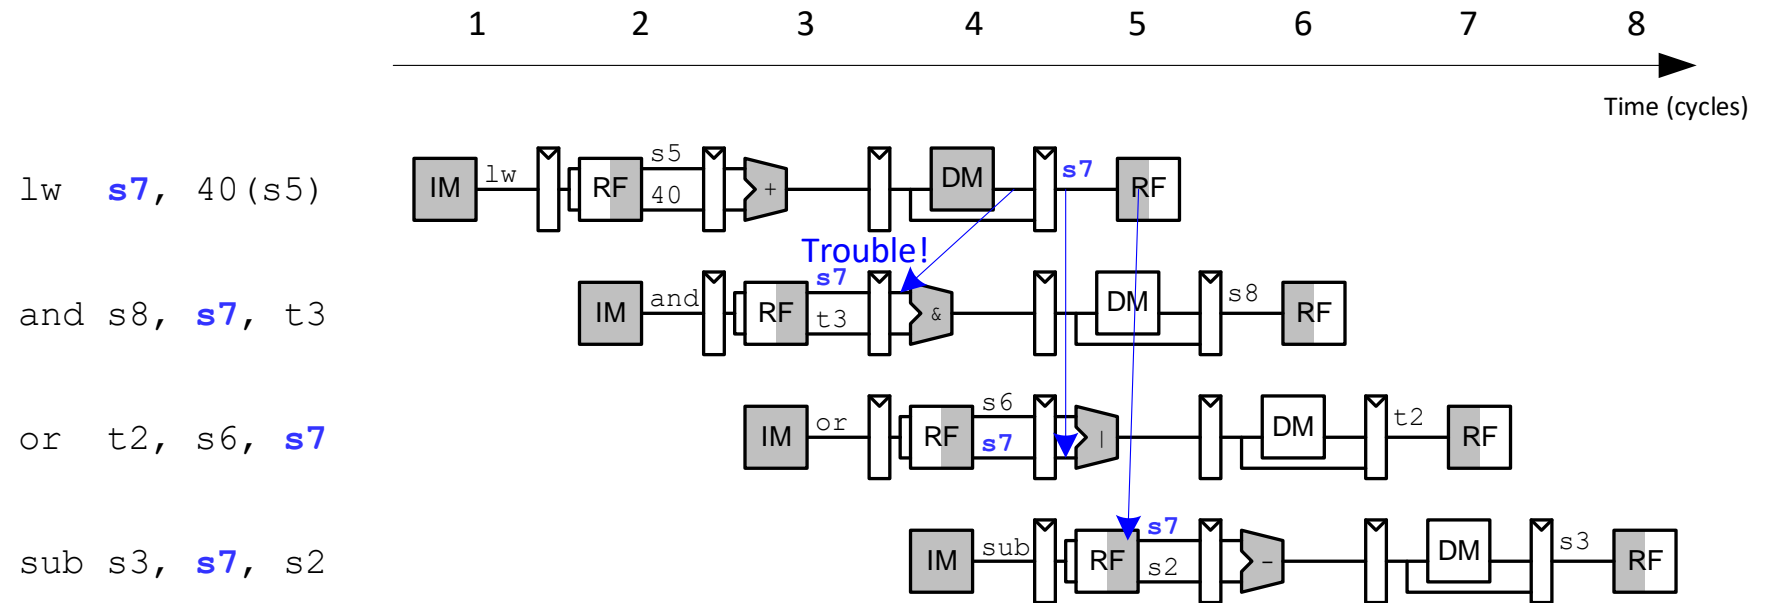 1 2 3 4 5 6 7 8
Time (cycles)
lw s7, 40(s5)
IM lw RF s5 40 + DM s7 RF
Trouble!
and s8, s7, t3
IM and RF s7 t3 & DM s8 RF
or t2, s6, s7
IM or RF s6 s7 | DM t2 RF
sub s3, s7, s2
IM sub RF s7 s2 - DM s3 RF